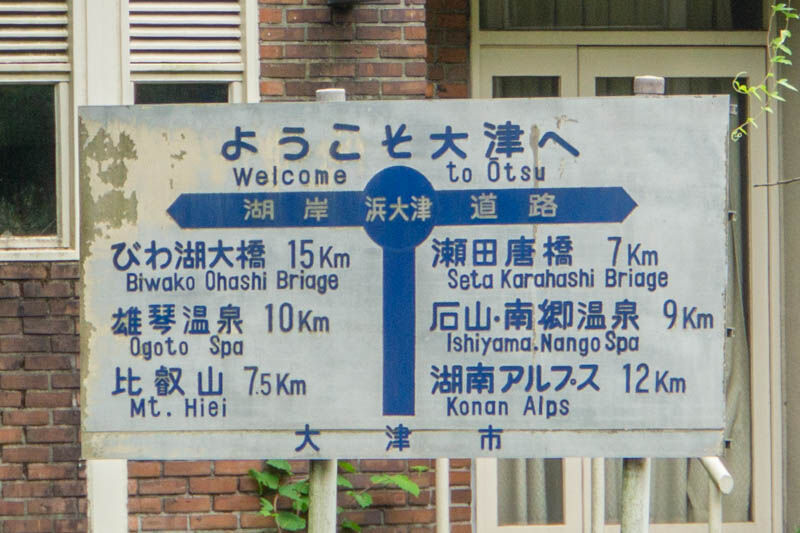 ようこそ大津へ
Welcome to Ōtsu
湖岸 浜大津 道路
びわ湖大橋 15Km
Biwako Ohashi Briage
雄琴温泉 10Km
Ogoto Spa
比叡山 7.5Km
Mt. Hiei
瀬田唐橋 7Km
Seta Karahashi Briage
石山・南郷温泉 9Km
Ishiyama.Nango Spa
湖南アルプス 12Km
Konan Alps
大津市